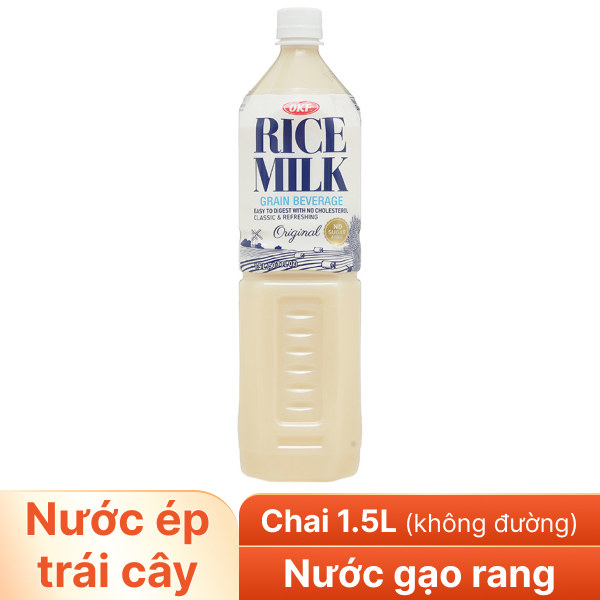 OKF
RICE
MILK
GRAIN BEVERAGE
EASY TO DIGEST WITH NO CHOLESTEROL
CLASSIC & REFRESHING
Original
NO
SUGAR
Nước ép
trái cây
Chai 1.5L (không đường)
Nước gạo rang